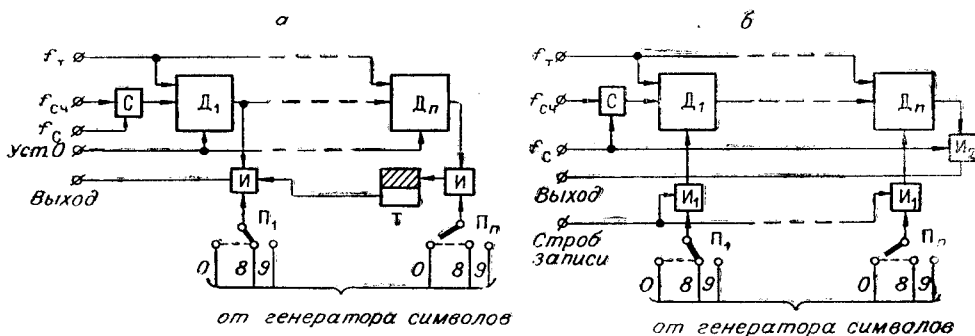 а
f_т
f_сч
С
Д_1
Д_n
f_С
Уст.О
Выход
И
Т
И
П_1
П_n
0 8 9
0 8 9
от генератора символов
б
f_т
f_сч
С
Д_1
Д_n
f_С
И_2
Выход
И_1
И_1
Строб записи
П_1
П_n
0 8 9
0 8 9
от генератора символов